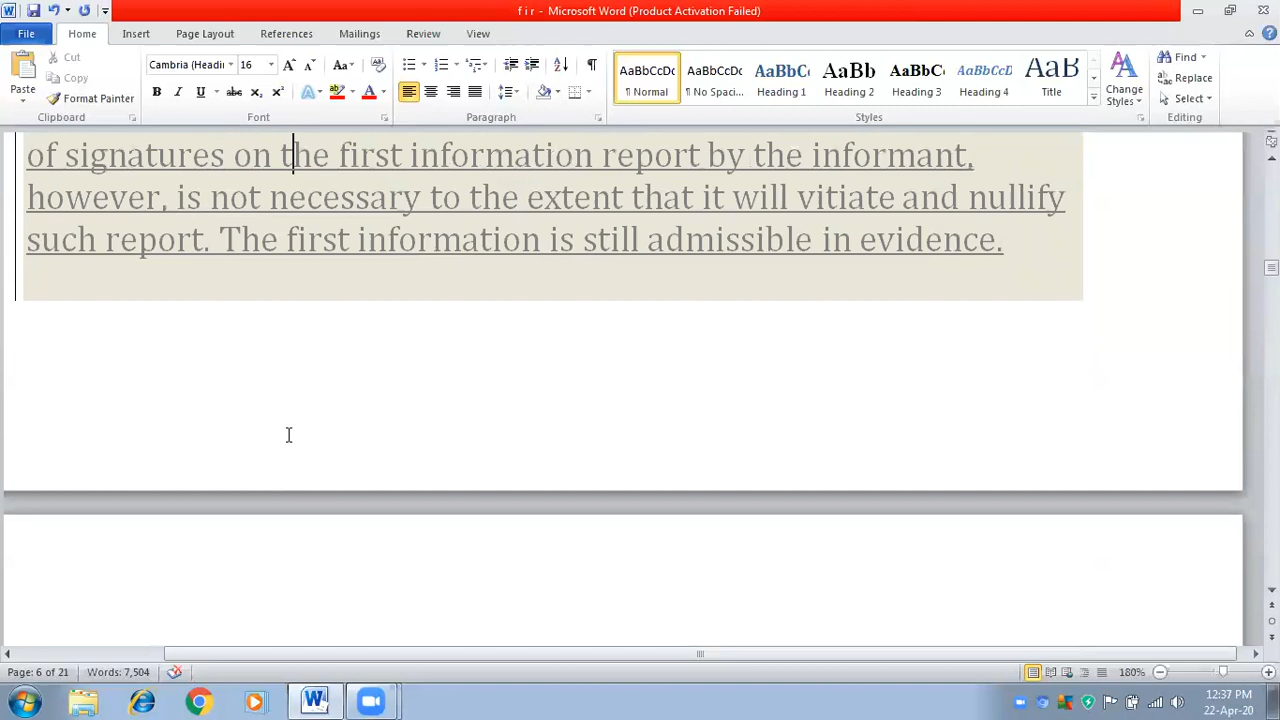 f i r - Microsoft Word (Product Activation Failed)
File Home Insert Page Layout References Mailings Review View
Paste
Cut
Copy
Format Painter
Clipboard
Cambria (Headi 16
Font
Paragraph
AaBbCcDc AaBbCcDc AaBbC AaBb AaBbC AaBbCcI AaB
¶ Normal ¶ No Spaci... Heading 1 Heading 2 Heading 3 Heading 4 Title
Change Styles
Styles
Find
Replace
Select
Editing
of signatures on the first information report by the informant,
however, is not necessary to the extent that it will vitiate and nullify
such report. The first information is still admissible in evidence.
Page: 6 of 21 Words: 7,504 180%
12:37 PM
22-Apr-20